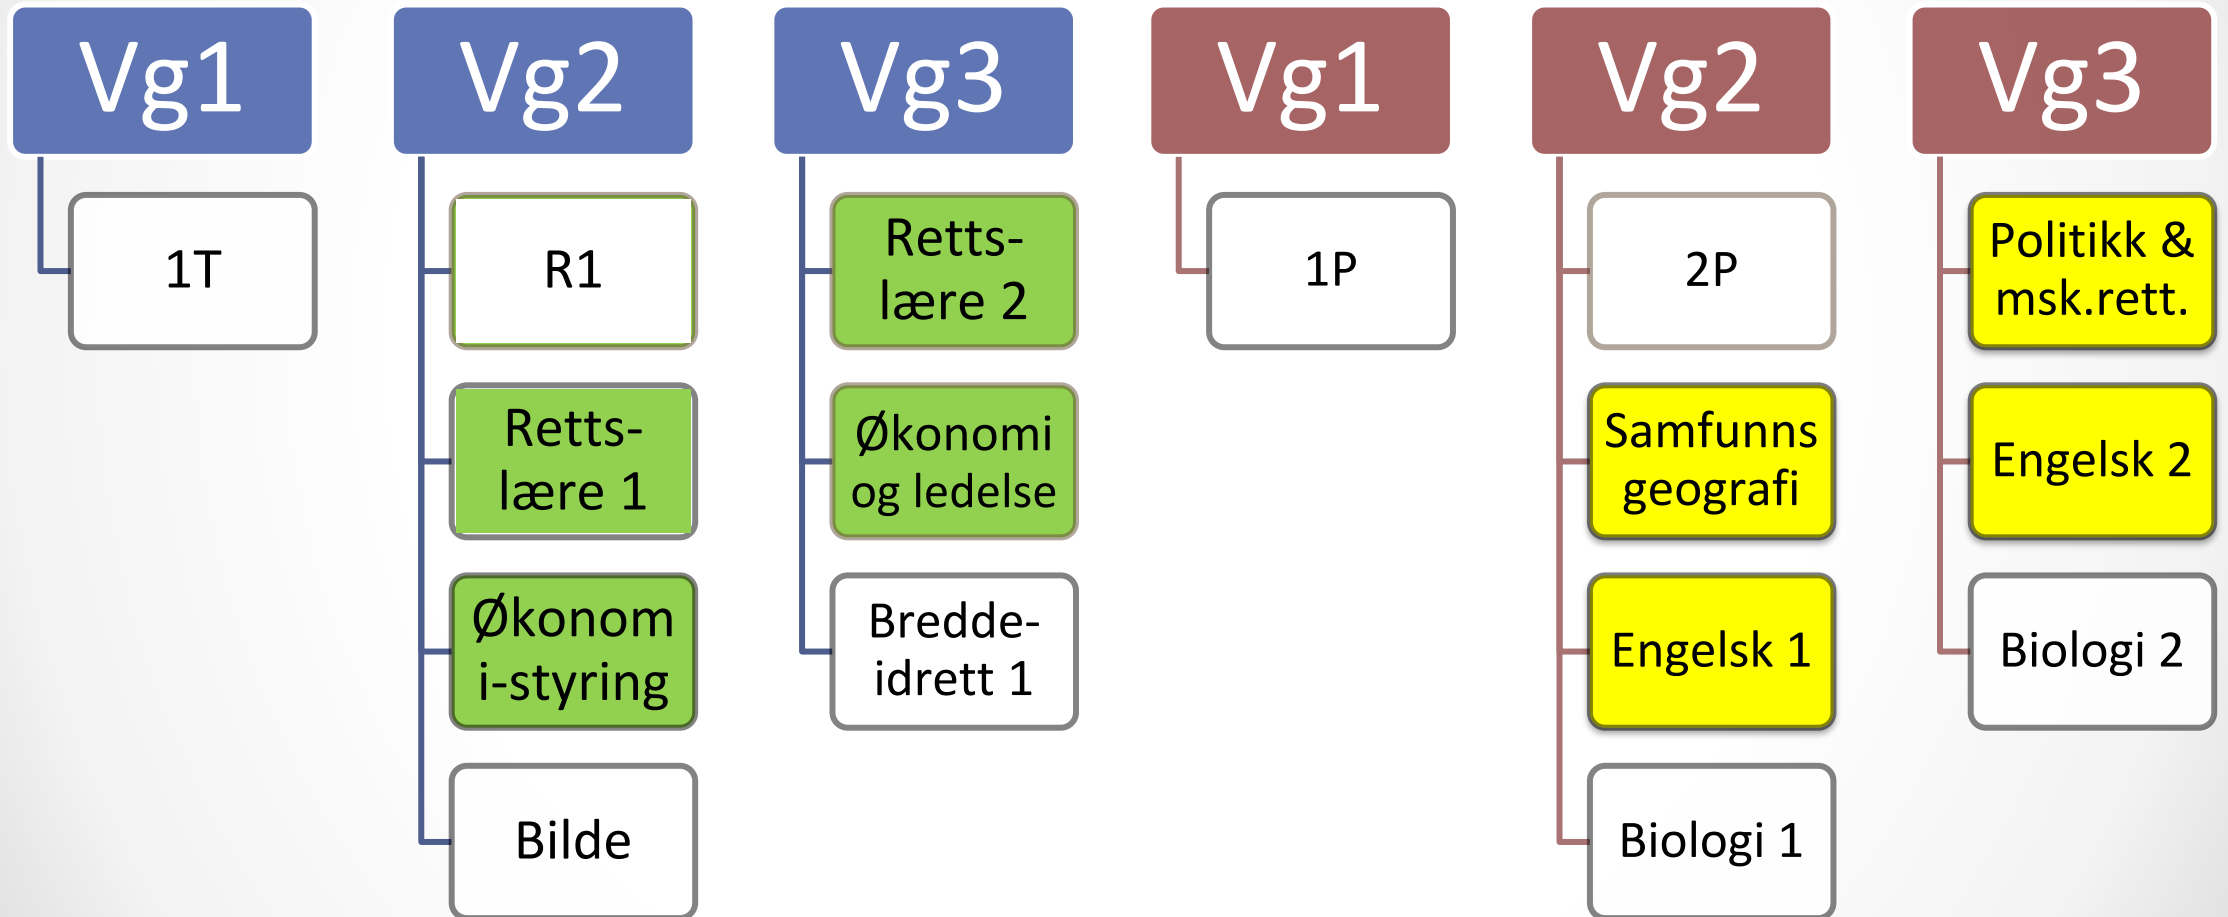 Vg1
1T
Vg2
R1
Retts-
lære 1
Økonom
i-styring
Bilde
Vg3
Retts-
lære 2
Økonomi
og ledelse
Bredde-
idrett 1
Vg1
1P
Vg2
2P
Samfunns
geografi
Engelsk 1
Biologi 1
Vg3
Politikk &
msk.rett.
Engelsk 2
Biologi 2